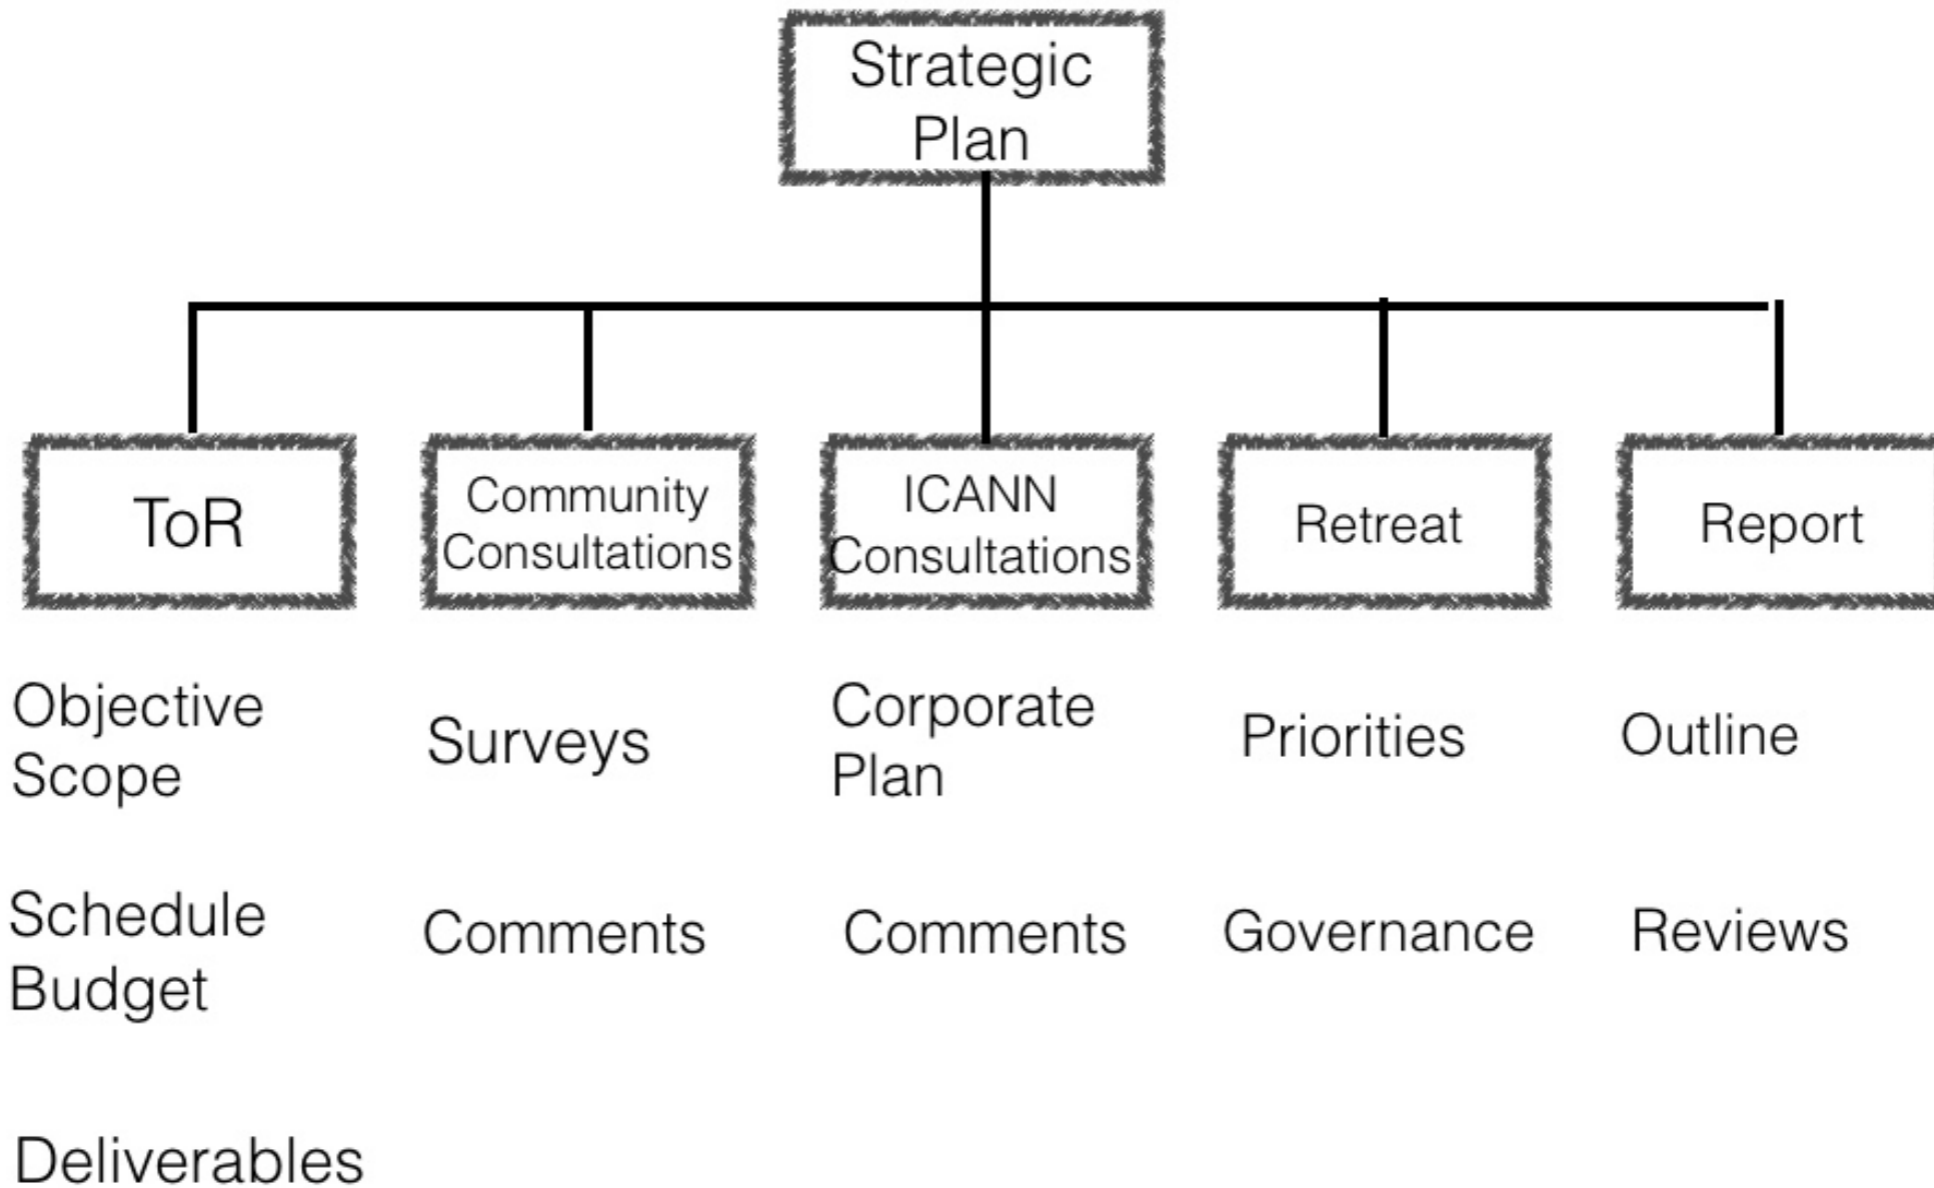 Strategic
Plan
ToR
Community
Consultations
ICANN
Consultations
Retreat
Report
Objective
Scope
Surveys
Corporate
Plan
Priorities
Outline
Schedule
Budget
Comments
Comments
Governance
Reviews
Deliverables